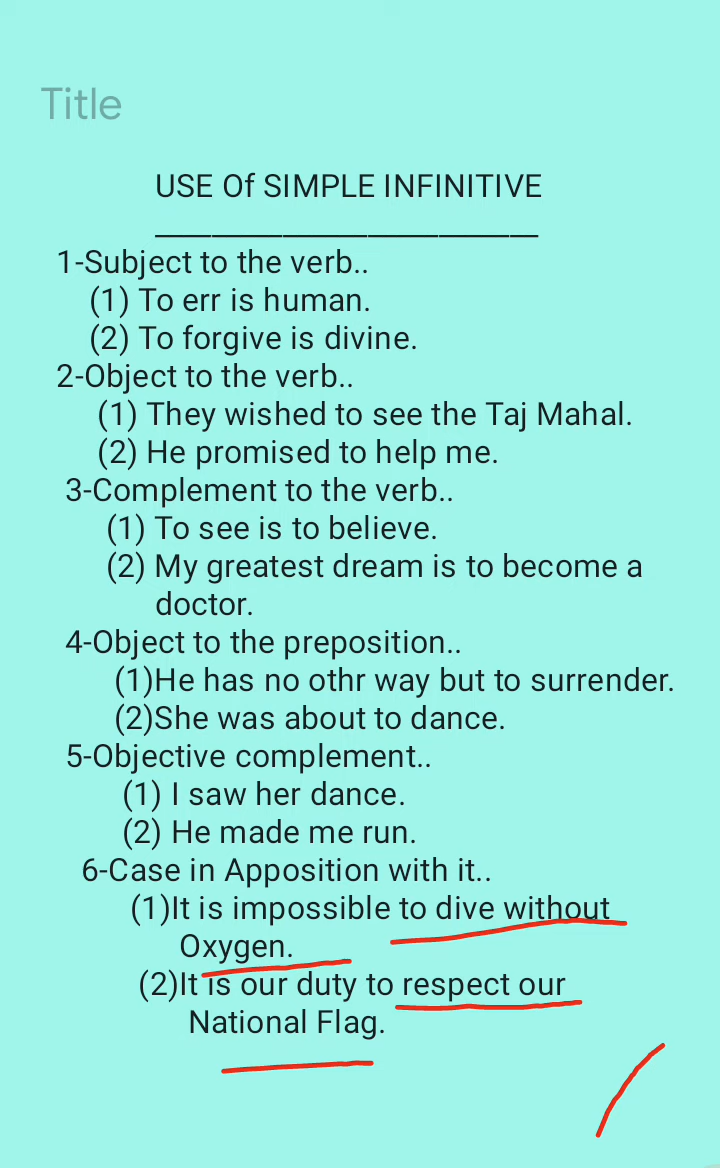 Title
USE Of SIMPLE INFINITIVE
1-Subject to the verb..
(1) To err is human.
(2) To forgive is divine.
2-Object to the verb..
(1) They wished to see the Taj Mahal.
(2) He promised to help me.
3-Complement to the verb..
(1) To see is to believe.
(2) My greatest dream is to become a
doctor.
4-Object to the preposition..
(1)He has no othr way but to surrender.
(2)She was about to dance.
5-Objective complement..
(1) I saw her dance.
(2) He made me run.
6-Case in Apposition with it..
(1)It is impossible to dive without
Oxygen.
(2)It is our duty to respect our
National Flag.